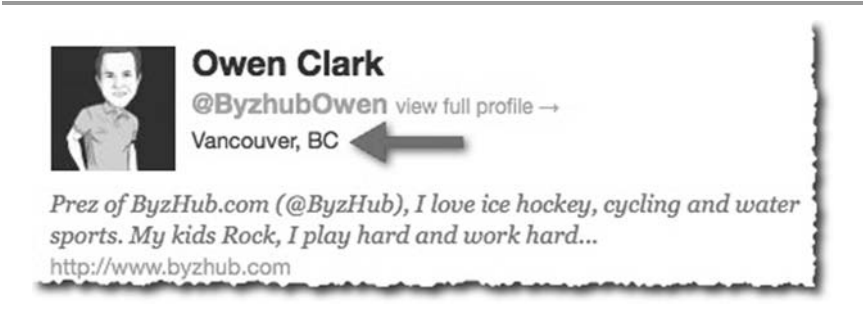 Owen Clark
@ByzhubOwen view full profile →
Vancouver, BC
Prez of ByzHub.com (@ByzHub), I love ice hockey, cycling and water
sports. My kids Rock, I play hard and work hard...
http://www.byzhub.com